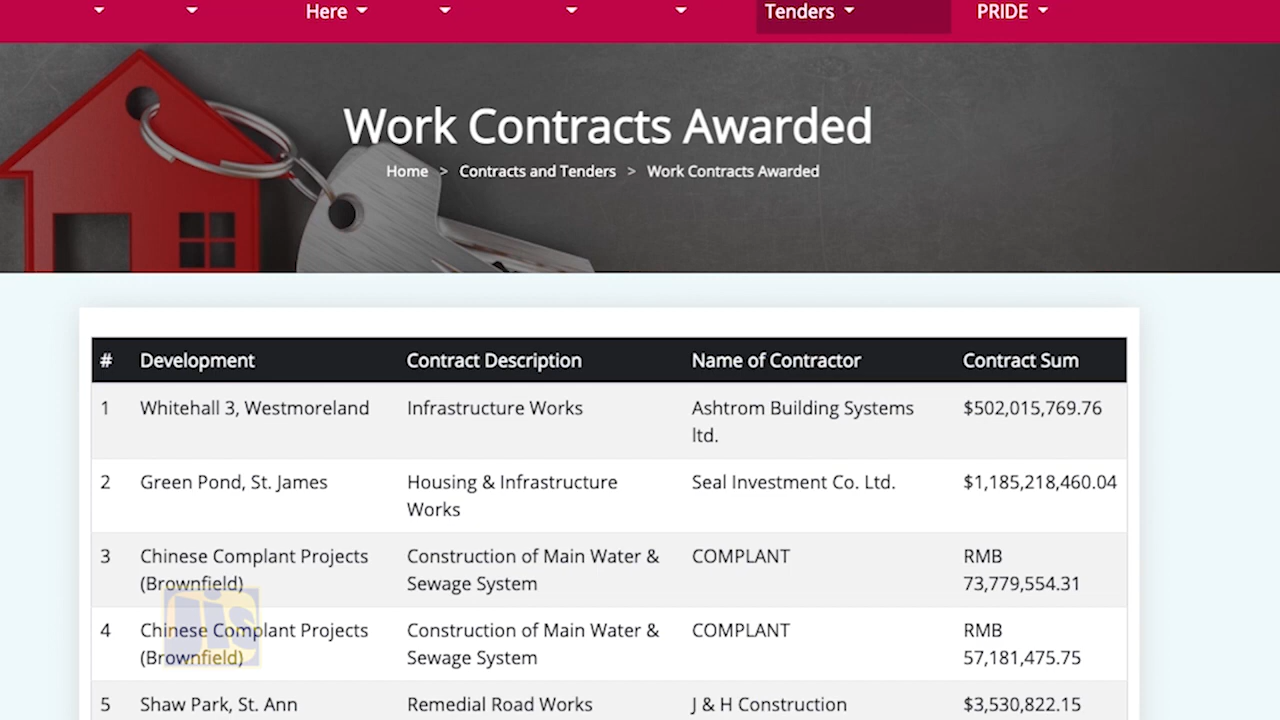 Here
Tenders
PRIDE
Work Contracts Awarded
Home > Contracts and Tenders > Work Contracts Awarded
# Development Contract Description Name of Contractor Contract Sum
1 Whitehall 3, Westmoreland Infrastructure Works Ashtrom Building Systems $502,015,769.76
ltd.
2 Green Pond, St. James Housing & Infrastructure Seal Investment Co. Ltd. $1,185,218,460.04
Works
3 Chinese Complant Projects Construction of Main Water & COMPLANT RMB
(Brownfield) Sewage System 73,779,554.31
4 Chinese Complant Projects Construction of Main Water & COMPLANT RMB
(Brownfield) Sewage System 57,181,475.75
5 Shaw Park, St. Ann Remedial Road Works J & H Construction $3,530,822.15
jis